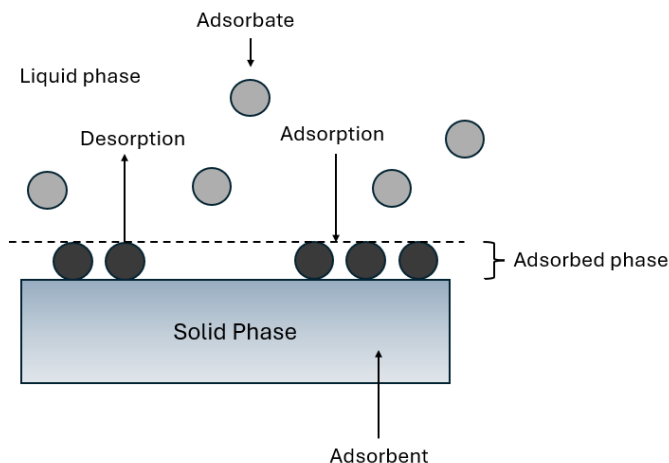 Adsorbate
Liquid phase
Desorption
Adsorption
Adsorbed phase
Solid Phase
Adsorbent